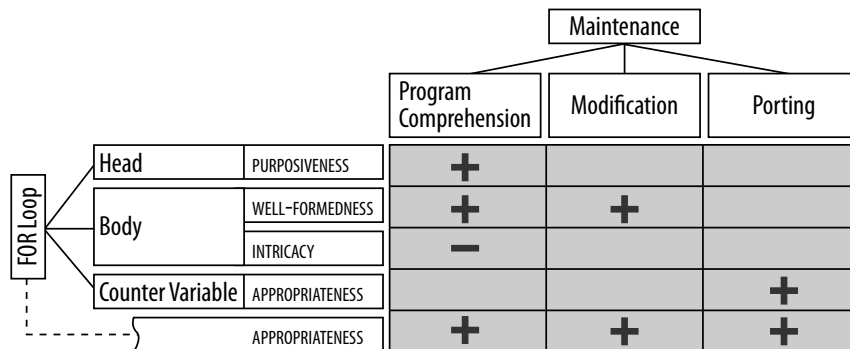 Maintenance
Program
Comprehension
Modification
Porting
FOR Loop
Head
PURPOSIVENESS
Body
WELL-FORMEDNESS
INTRICACY
Counter Variable
APPROPRIATENESS
APPROPRIATENESS